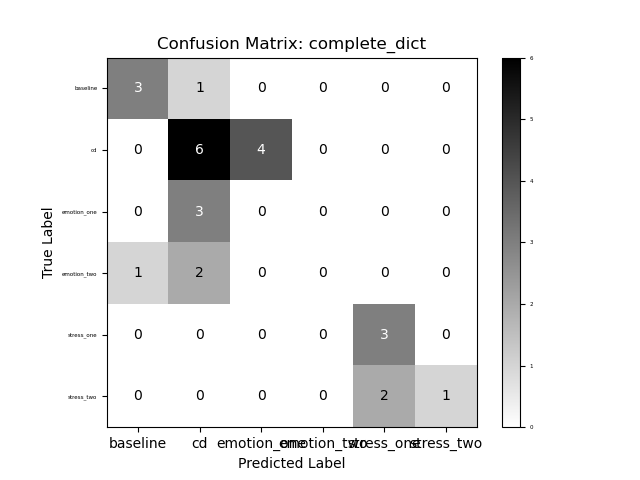 Confusion Matrix: complete_dict
True Label
baseline 3 1 0 0 0 0
cd 0 6 4 0 0 0
emotion_one 0 3 0 0 0 0
emotion_two 1 2 0 0 0 0
stress_one 0 0 0 0 3 0
stress_two 0 0 0 0 2 1
baseline cd emotion_one emotion_two stress_one stress_two
Predicted Label
6
5
4
3
2
1
0